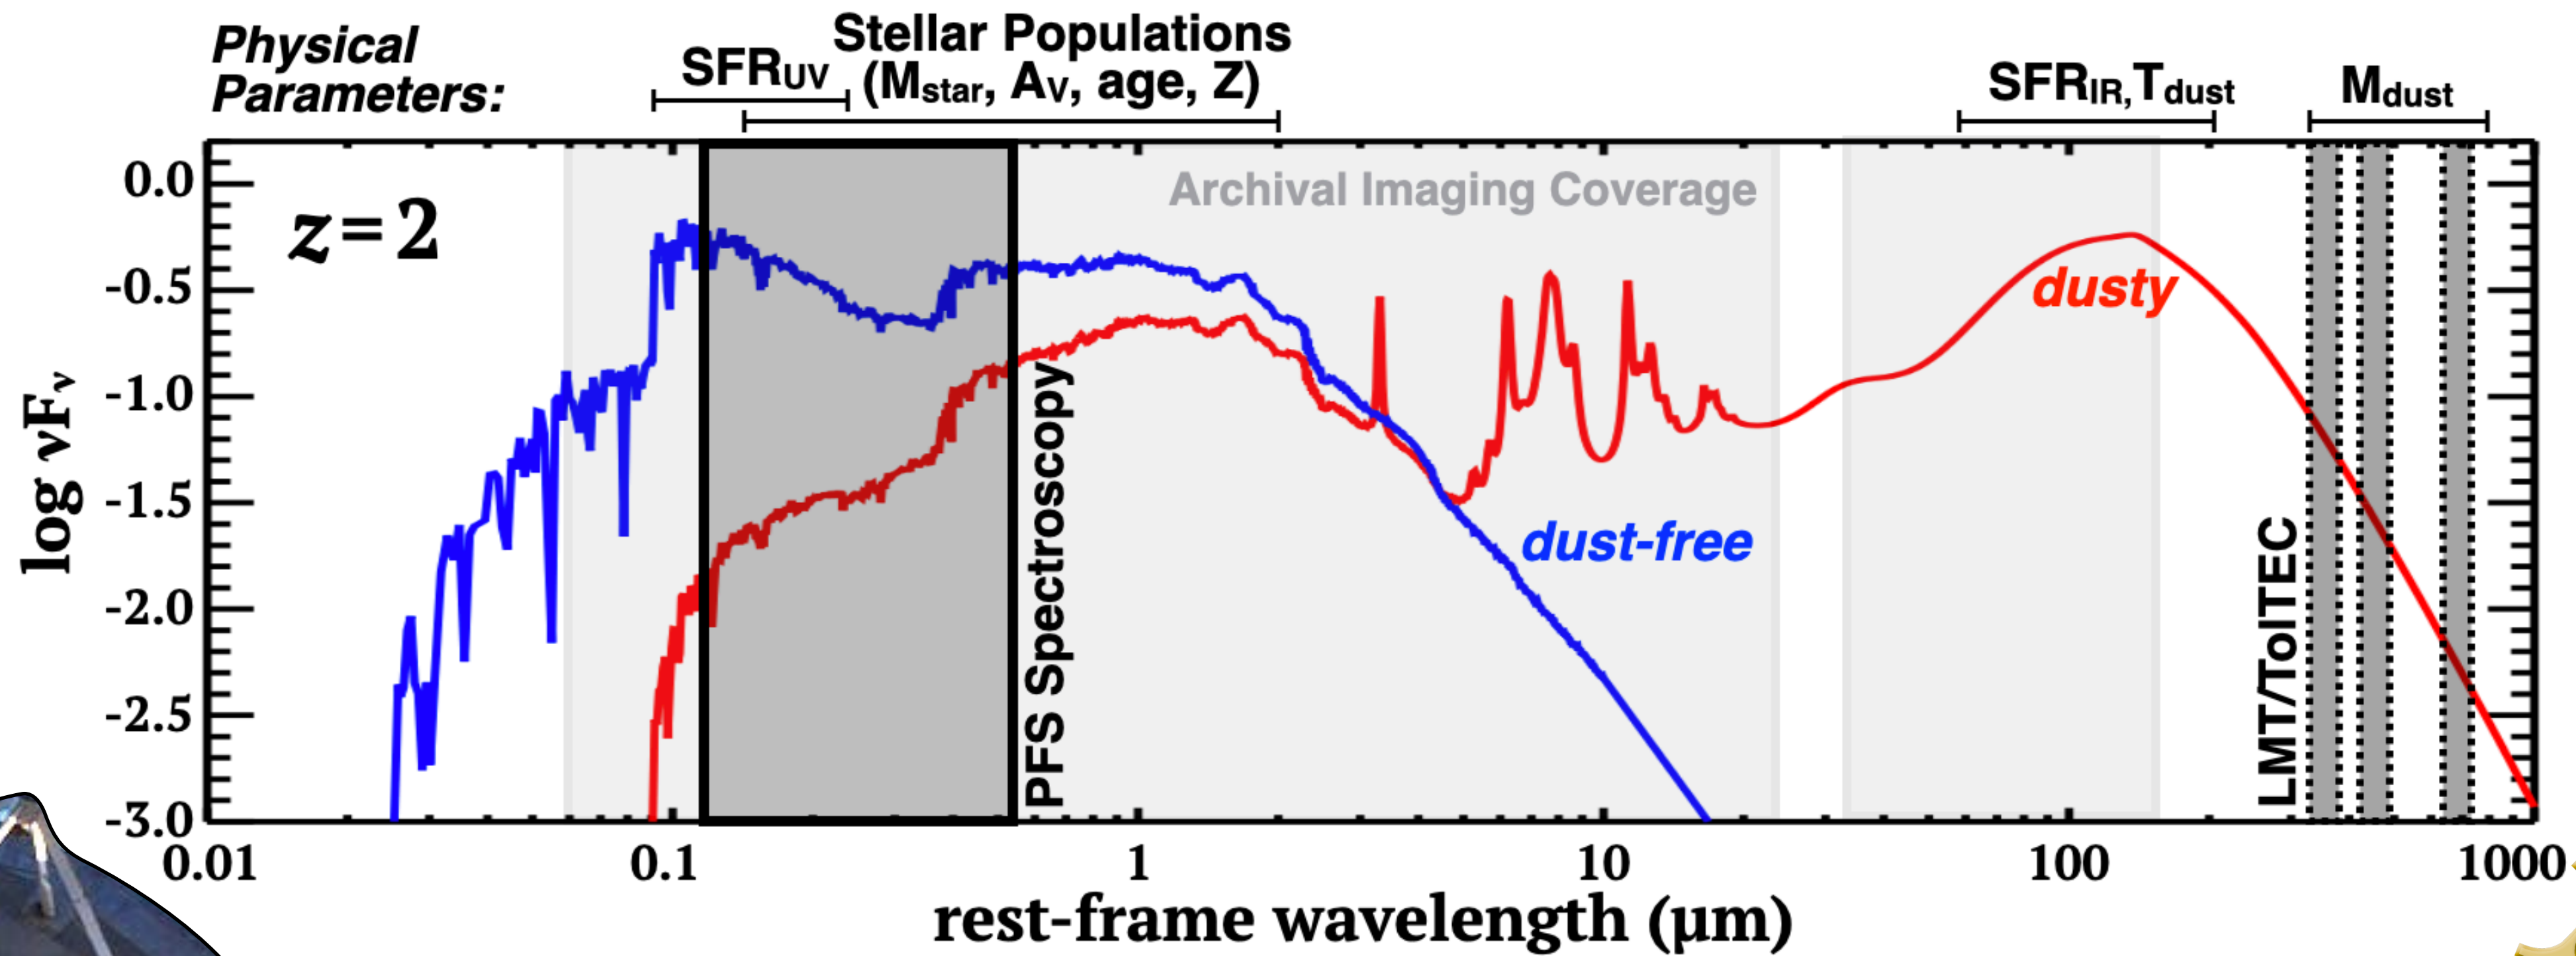 Physical
Parameters:
SFRUV
Stellar Populations
(Mstar, AV, age, Z)
SFRIR,Tdust
Mdust
z=2
Archival Imaging Coverage
dusty
dust-free
PFS Spectroscopy
LMT/TolTEC
log νFν
0.0
-0.5
-1.0
-1.5
-2.0
-2.5
-3.0
0.01
0.1
1
10
100
1000
rest-frame wavelength (μm)